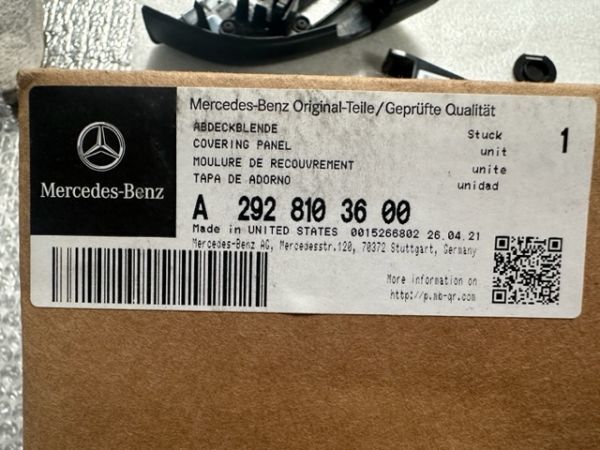 Mercedes-Benz
Mercedes-Benz Original-Teile/Geprüfte Qualität
ABDECKBLENDE
COVERING PANEL
MOULURE DE RECOUVREMENT
TAPA DE ADORNO
Stuck
unit
unite
unidad
1
A 292 810 36 00
Made in UNITED STATES 0015266802 26.04.21
Mercedes-Benz AG, Mercedesstr.120, 70372 Stuttgart, Germany
More information on
http://p.mb-qr.com